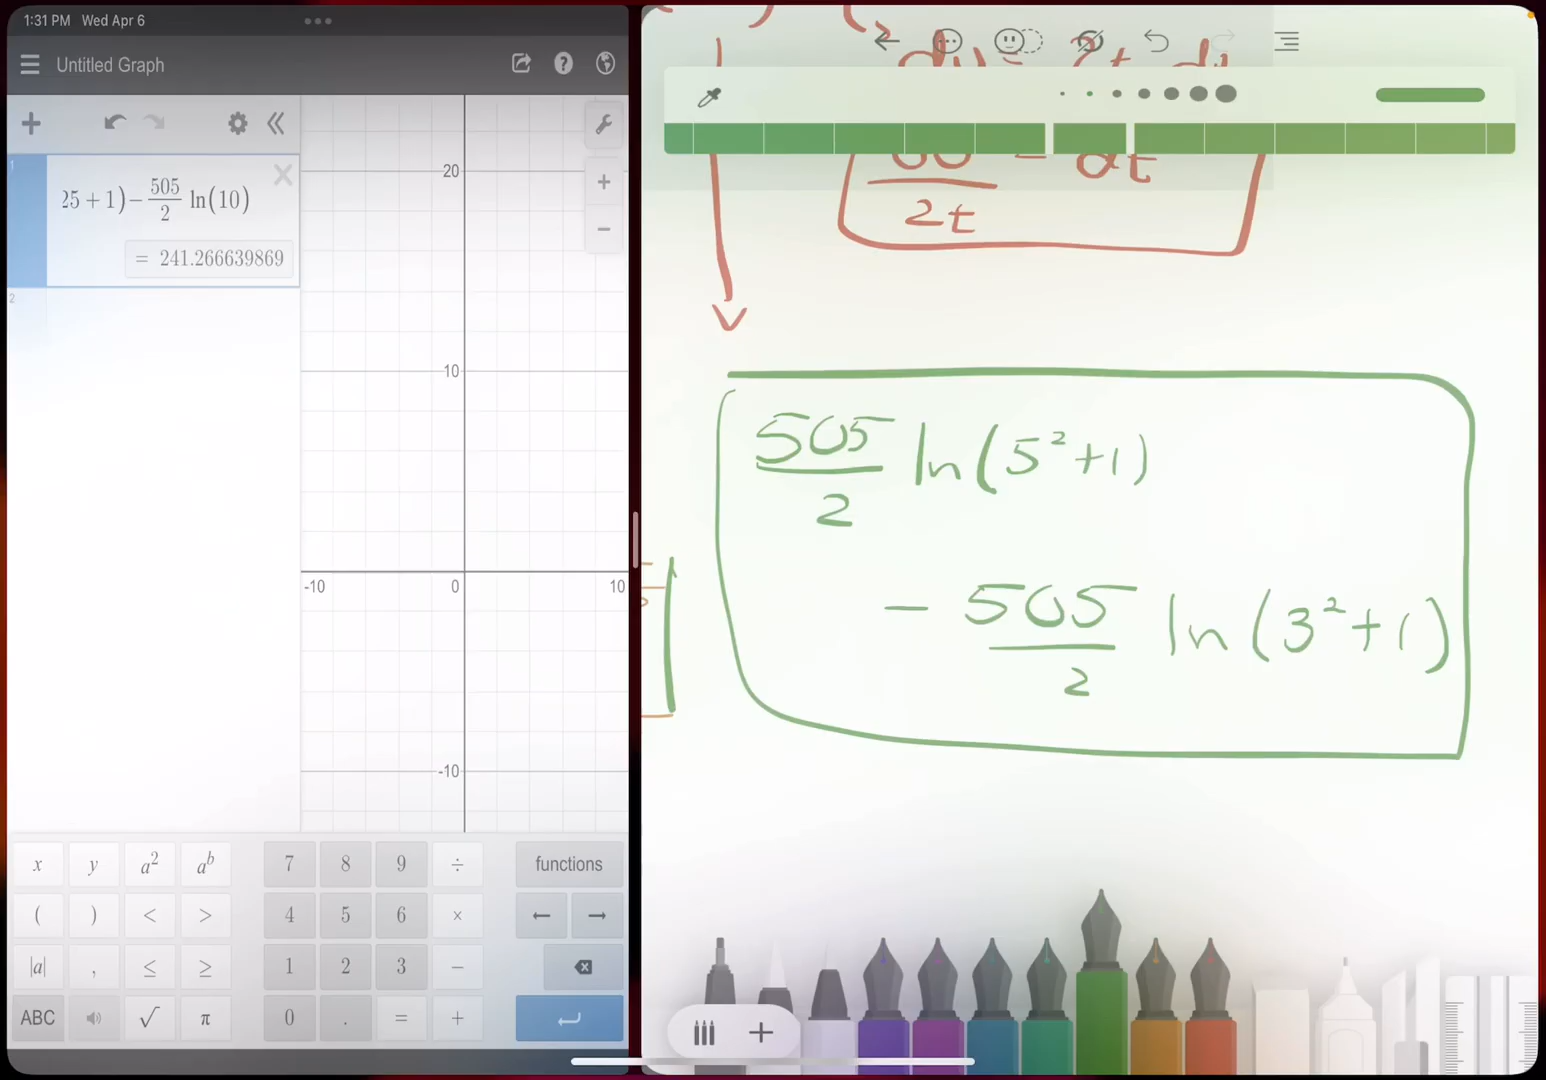 1:31 PM Wed Apr 6
Untitled Graph
1
25 + 1) − 505/2 ln(10)
= 241.266639869
2
20
10
-10 0 10
-10
x y a² aᵇ 7 8 9 ÷ functions
( ) < > 4 5 6 × ← →
|a| , ≤ ≥ 1 2 3 −
ABC √ π 0 . = +
2t
505/2 ln(5²+1)
− 505/2 ln(3²+1)